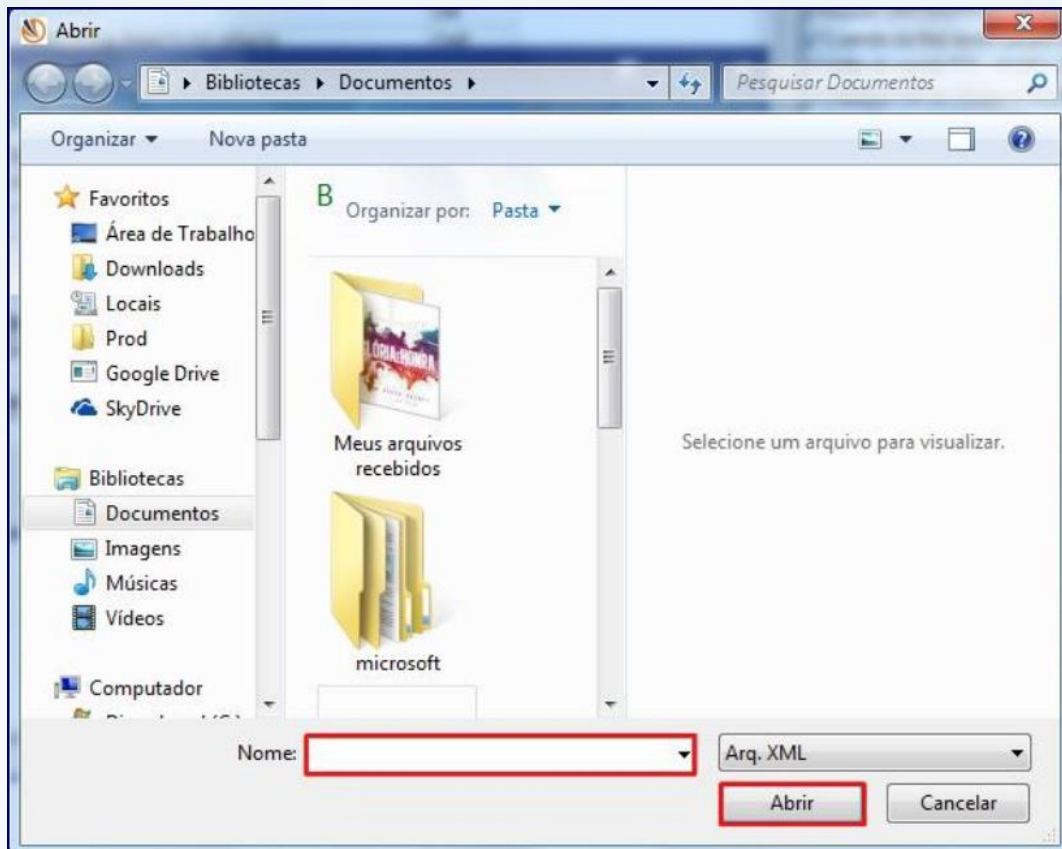 Abrir
Bibliotecas
Documentos
Pesquisar Documentos
Organizar
Nova pasta
Favoritos
Área de Trabalho
Downloads
Locais
Prod
Google Drive
SkyDrive
Bibliotecas
Documentos
Imagens
Músicas
Vídeos
Computador
B
Organizar por: Pasta
Meus arquivos
recebidos
microsoft
Selecione um arquivo para visualizar.
Nome:
Arq. XML
Abrir
Cancelar